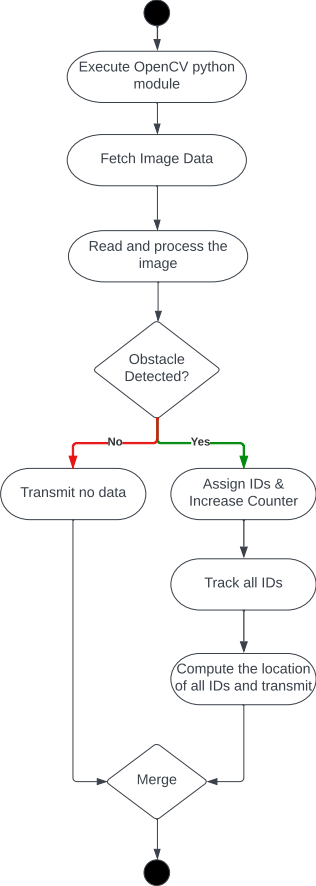 Execute OpenCV python
module
Fetch Image Data
Read and process the
image
Obstacle
Detected?
No
Yes
Transmit no data
Assign IDs &
Increase Counter
Track all IDs
Compute the location
of all IDs and transmit
Merge